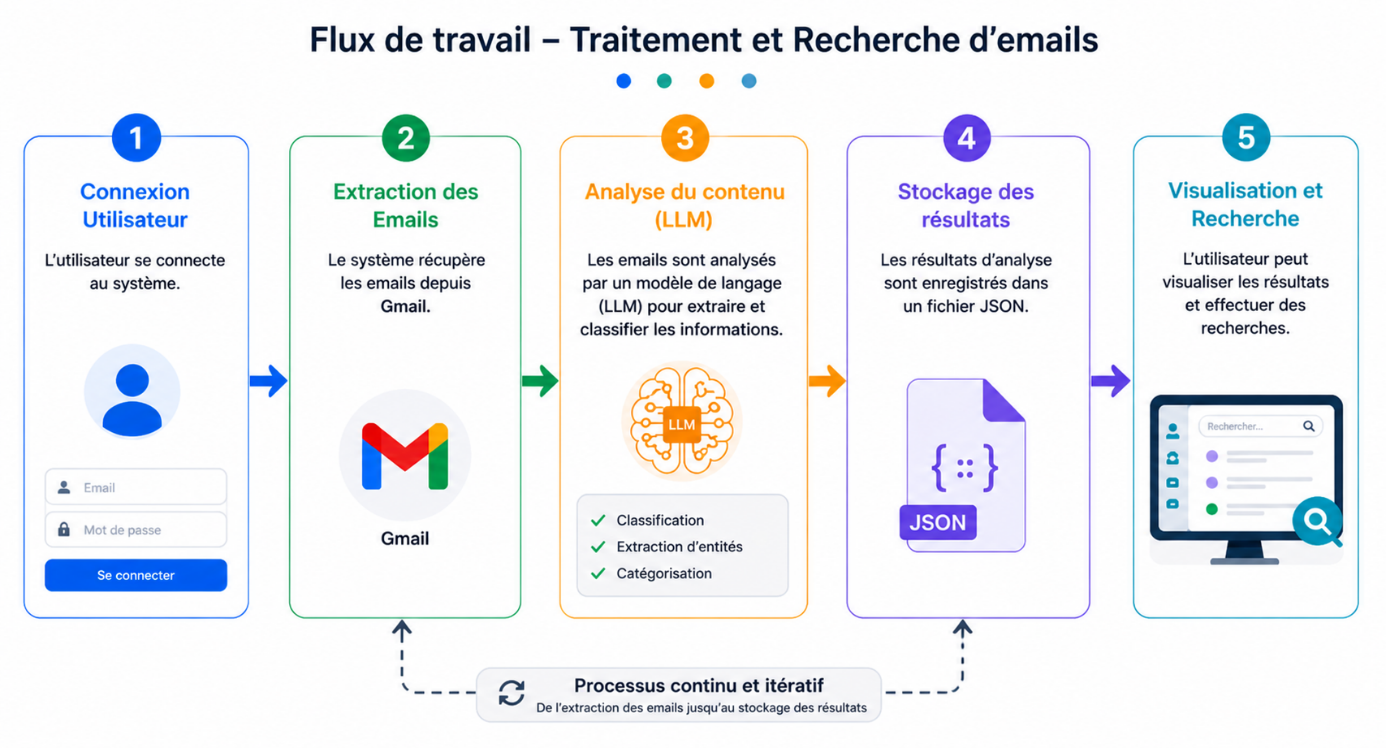 Flux de travail – Traitement et Recherche d’emails
1
Connexion
Utilisateur
L’utilisateur se connecte
au système.
Email
Mot de passe
Se connecter
2
Extraction des
Emails
Le système récupère
les emails depuis
Gmail.
Gmail
3
Analyse du contenu
(LLM)
Les emails sont analysés
par un modèle de langage
(LLM) pour extraire et
classifier les informations.
LLM
Classification
Extraction d’entités
Catégorisation
4
Stockage des
résultats
Les résultats d’analyse
sont enregistrés dans
un fichier JSON.
{::}
JSON
5
Visualisation et
Recherche
L’utilisateur peut
visualiser les résultats
et effectuer des
recherches.
Rechercher...
Processus continu et itératif
De l’extraction des emails jusqu’au stockage des résultats